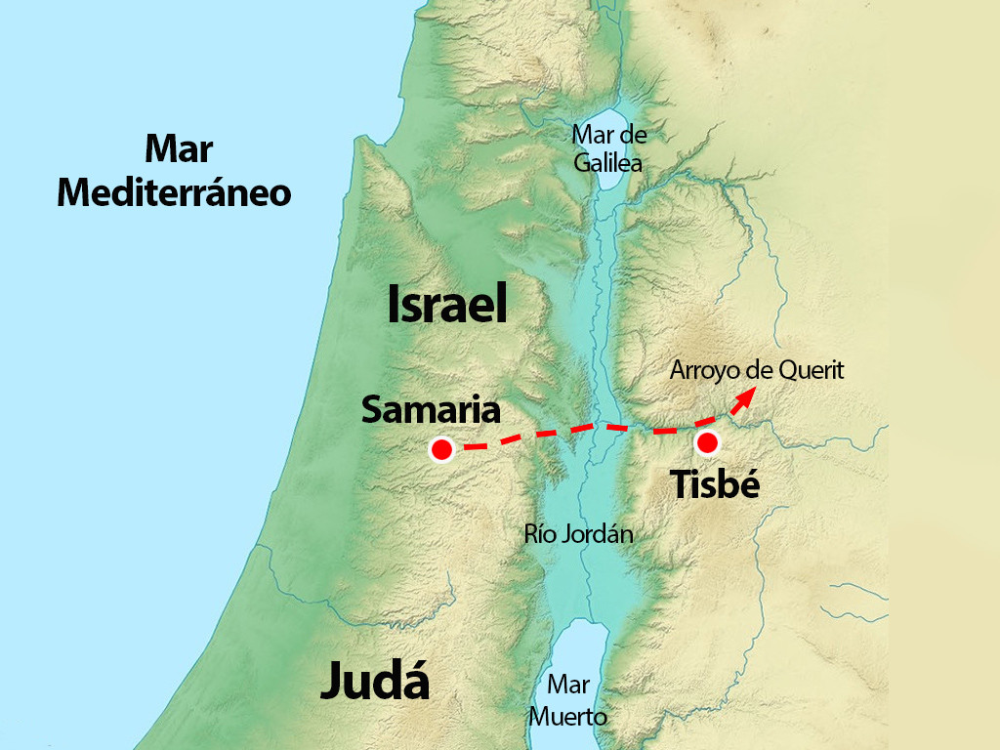 Mar
Mediterráneo
Mar de
Galilea
Israel
Arroyo de Querit
Samaria
Tisbé
Río Jordán
Judá
Mar
Muerto